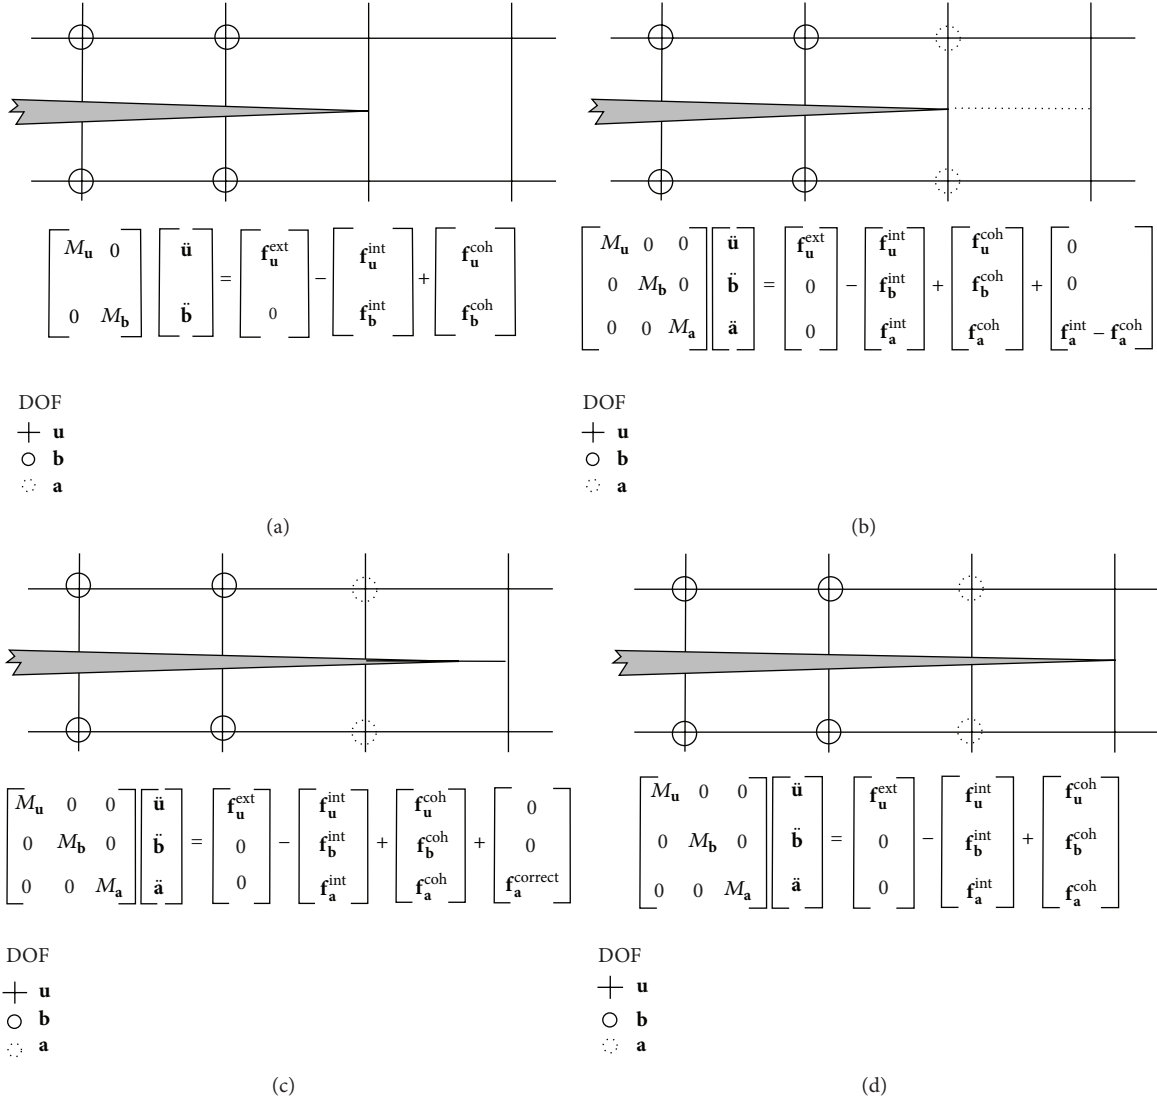 [M_u 0; 0 M_b] [ü; b̈] = [f_u^ext; 0] − [f_u^int; f_b^int] + [f_u^coh; f_b^coh]
DOF
u
b
a
(a)
[M_u 0 0; 0 M_b 0; 0 0 M_a] [ü; b̈; ä] = [f_u^ext; 0; 0] − [f_u^int; f_b^int; f_a^int] + [f_u^coh; f_b^coh; f_a^coh] + [0; 0; f_a^int − f_a^coh]
DOF
u
b
a
(b)
[M_u 0 0; 0 M_b 0; 0 0 M_a] [ü; b̈; ä] = [f_u^ext; 0; 0] − [f_u^int; f_b^int; f_a^int] + [f_u^coh; f_b^coh; f_a^coh] + [0; 0; f_a^correct]
DOF
u
b
a
(c)
[M_u 0 0; 0 M_b 0; 0 0 M_a] [ü; b̈; ä] = [f_u^ext; 0; 0] − [f_u^int; f_b^int; f_a^int] + [f_u^coh; f_b^coh; f_a^coh]
DOF
u
b
a
(d)